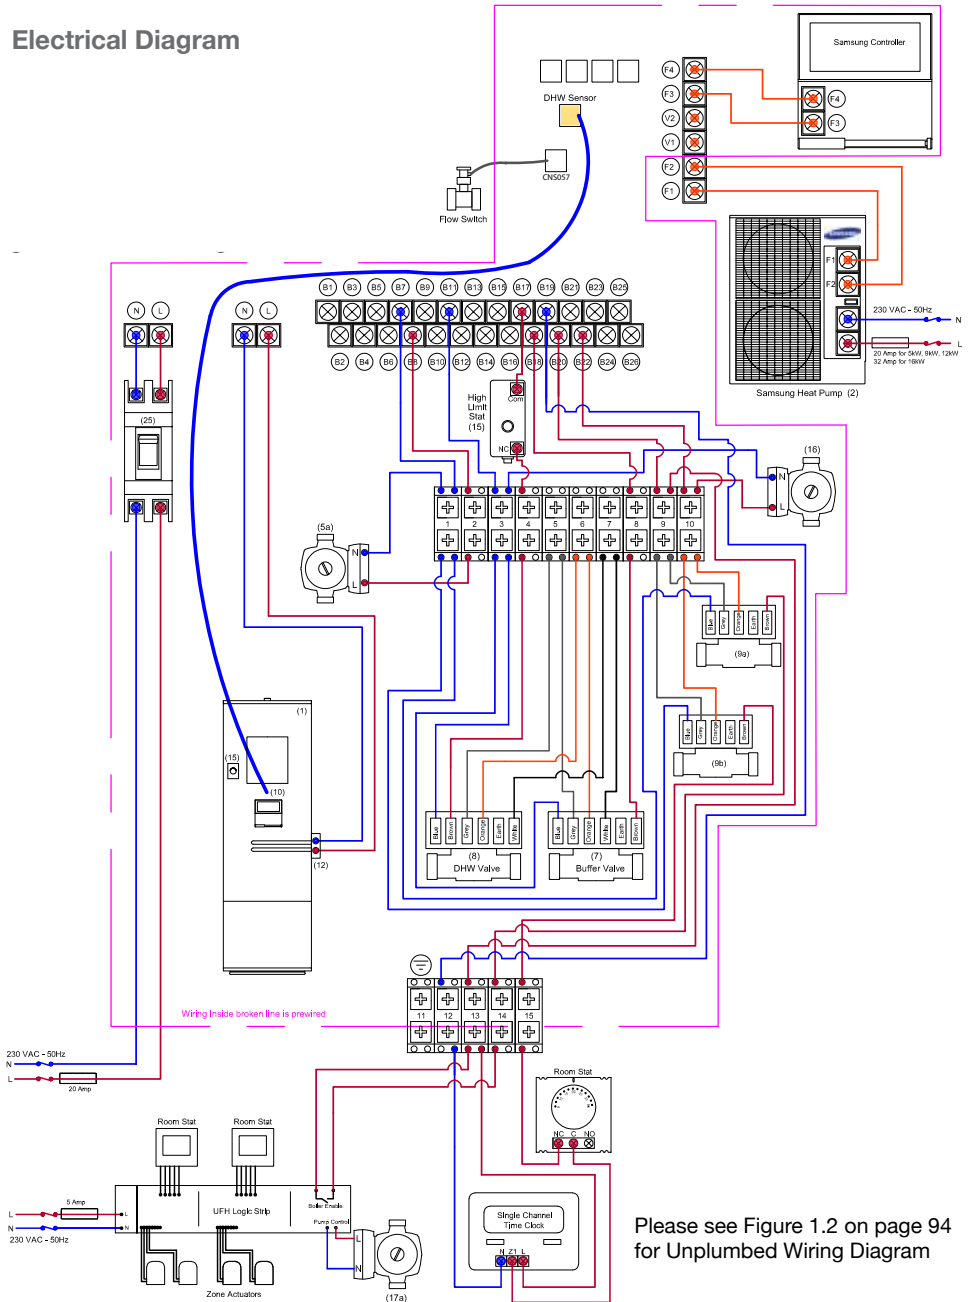 Electrical Diagram
Samsung Controller
F4
F3
V2
V1
F2
F1
F4
F3
DHW Sensor
CNS057
Flow Switch
SAMSUNG
F1
F2
230 VAC - 50Hz
N
L
20 Amp for 5kW, 9kW, 12kW
32 Amp for 16kW
Samsung Heat Pump (2)
N L
N L
B1 B3 B5 B7 B9 B11 B13 B15 B17 B19 B21 B23 B25
B2 B4 B6 B8 B10 B12 B14 B16 B18 B20 B22 B24 B26
(25)
High
Limit
Stat
(15)
Com
NC
(16)
N
L
1 2 3 4 5 6 7 8 9 10
(5a)
N
L
Blue Grey Orange Earth Brown
(9a)
Blue Grey Orange Earth Brown
(9b)
(1)
(15)
(10)
(12)
Blue Brown Grey Orange Earth White
(8)
DHW Valve
Blue Grey Orange White Earth Brown
(7)
Buffer Valve
Wiring Inside broken line is prewired
11 12 13 14 15
230 VAC - 50Hz
N
L
20 Amp
Room Stat
NC C NO
Room Stat
Room Stat
5 Amp
L
N
230 VAC - 50Hz
L
N
UFH Logic Strip
Boiler Enable
Pump Control
L
N
(17a)
Zone Actuators
Single Channel
Time Clock
N Z1 L
Please see Figure 1.2 on page 94
for Unplumbed Wiring Diagram